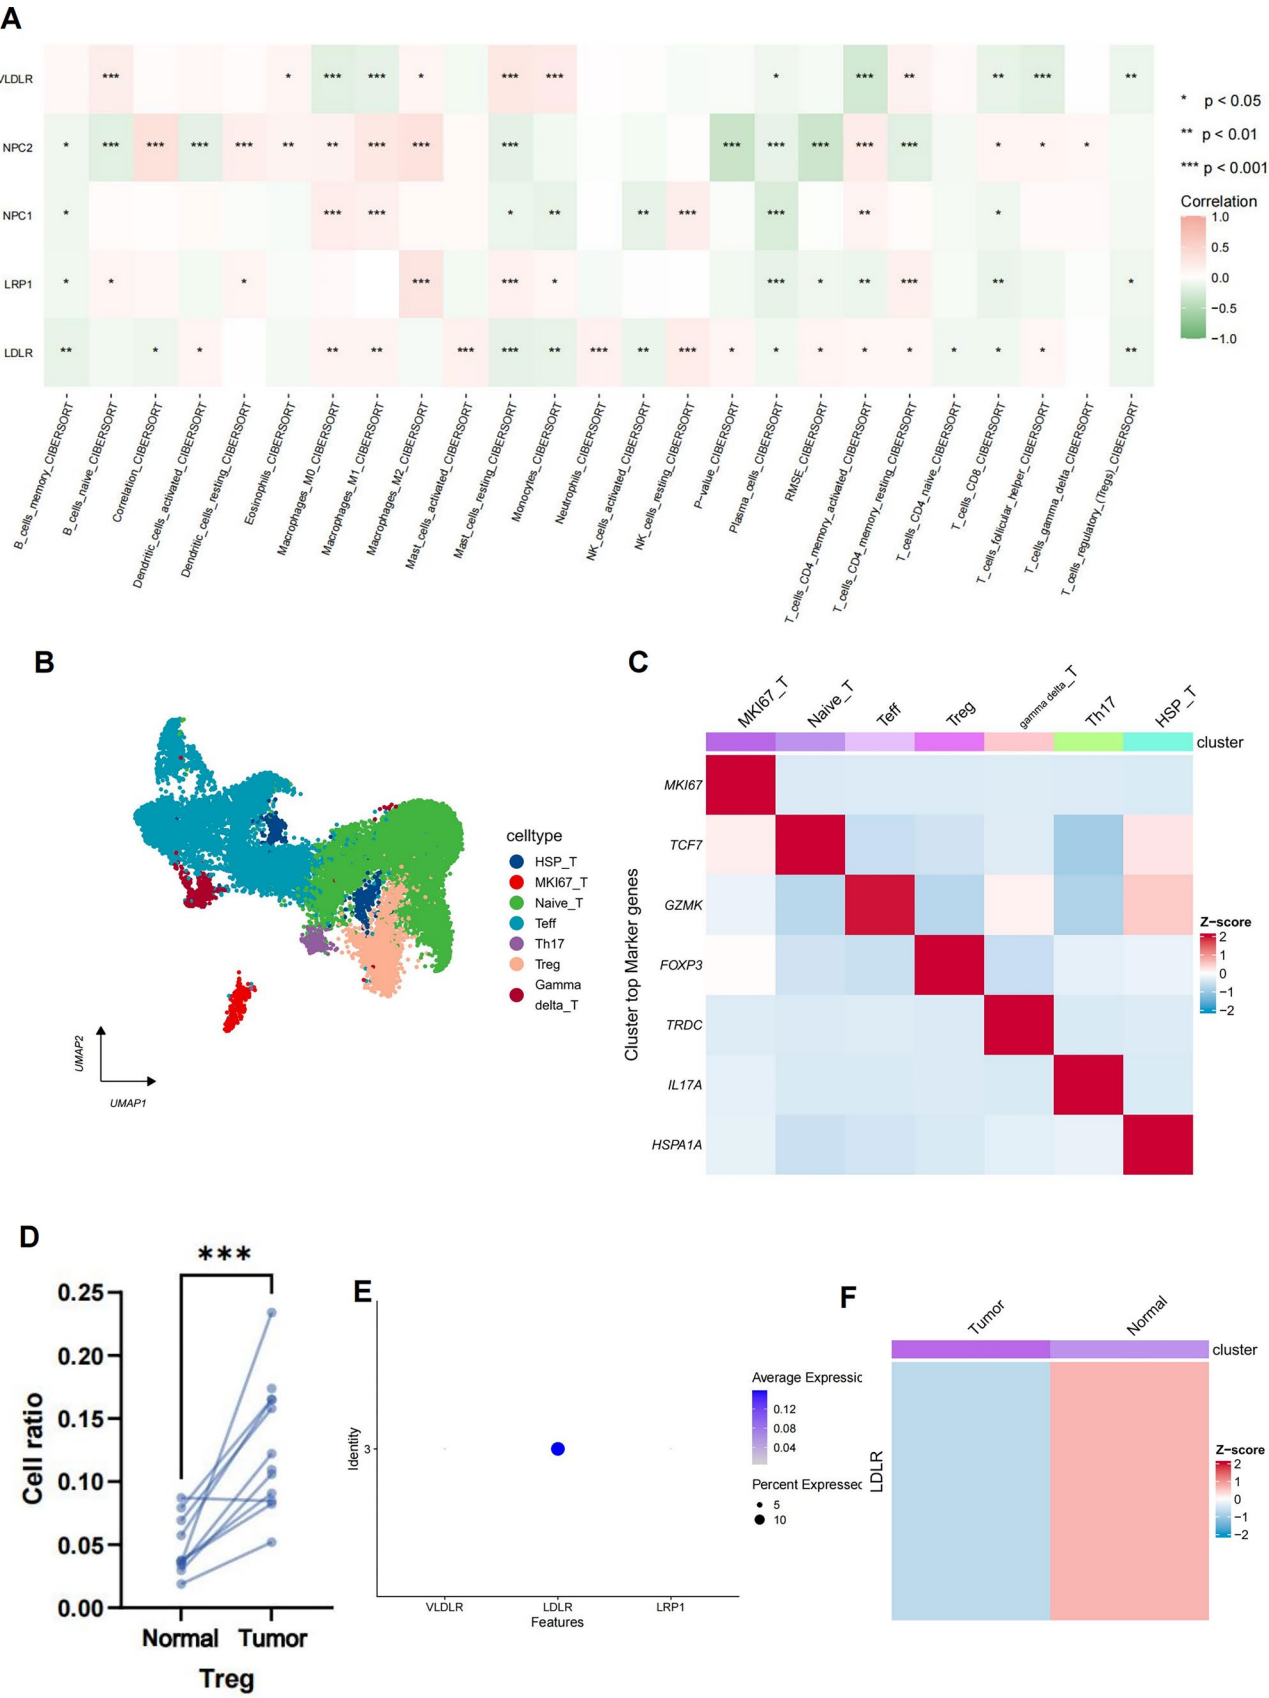 A
VLDLR
*** * *** *** * *** *** * *** ** ** *** **
NPC2
* *** *** *** *** ** ** *** *** *** *** *** *** *** *** * * *
NPC1
* *** *** * ** ** *** *** ** *
LRP1
* * * *** *** * *** * ** *** ** *
LDLR
** * * ** ** *** *** ** *** ** *** * * * * * * * * **
* p < 0.05
** p < 0.01
*** p < 0.001
Correlation
1.0
0.5
0.0
−0.5
−1.0
B_cells_memory_CIBERSORT
B_cells_naive_CIBERSORT
Correlation_CIBERSORT
Dendritic_cells_activated_CIBERSORT
Dendritic_cells_resting_CIBERSORT
Eosinophils_CIBERSORT
Macrophages_M0_CIBERSORT
Macrophages_M1_CIBERSORT
Macrophages_M2_CIBERSORT
Mast_cells_activated_CIBERSORT
Mast_cells_resting_CIBERSORT
Monocytes_CIBERSORT
Neutrophils_CIBERSORT
NK_cells_activated_CIBERSORT
NK_cells_resting_CIBERSORT
P-value_CIBERSORT
Plasma_cells_CIBERSORT
RMSE_CIBERSORT
T_cells_CD4_memory_activated_CIBERSORT
T_cells_CD4_memory_resting_CIBERSORT
T_cells_CD4_naive_CIBERSORT
T_cells_CD8_CIBERSORT
T_cells_follicular_helper_CIBERSORT
T_cells_gamma_delta_CIBERSORT
T_cells_regulatory_(Tregs)_CIBERSORT
B
celltype
HSP_T
MKI67_T
Naive_T
Teff
Th17
Treg
Gamma
delta_T
UMAP2
UMAP1
C
MKI67_T
Naive_T
Teff
Treg
gamma delta_T
Th17
HSP_T
cluster
Cluster top Marker genes
MKI67
TCF7
GZMK
FOXP3
TRDC
IL17A
HSPA1A
Z−score
2
1
0
−1
−2
D
***
Cell ratio
0.25
0.20
0.15
0.10
0.05
0.00
Normal Tumor
Treg
E
Identity
3
VLDLR LDLR LRP1
Features
Average Expressic
0.12
0.08
0.04
Percent Expressec
5
10
F
Tumor
Normal
cluster
LDLR
Z−score
2
1
0
−1
−2